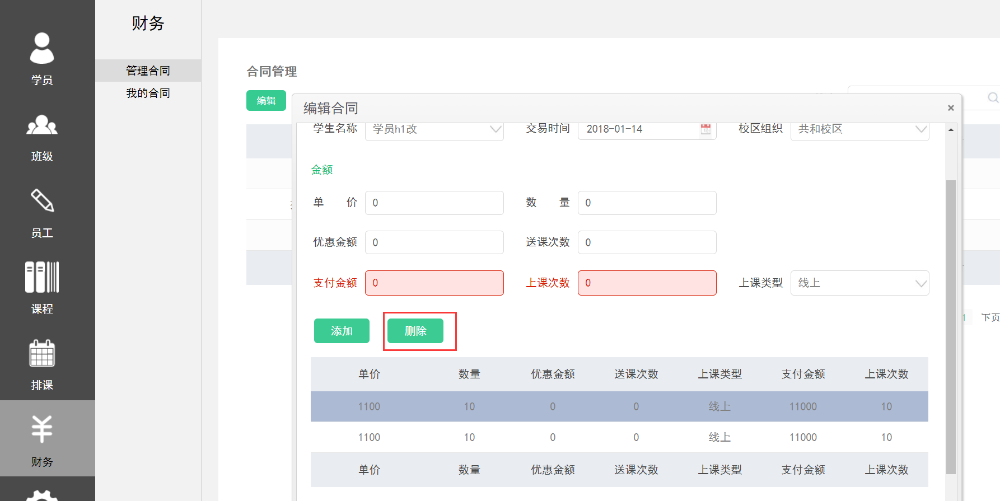 财务
学员
班级
员工
课程
排课
财务
管理合同
我的合同
合同管理
编辑
编辑合同
×
学生名称 学员h1改 交易时间 2018-01-14 校区组织 共和校区
金额
单 价 0 数 量 0
优惠金额 0 送课次数 0
支付金额 0 上课次数 0 上课类型 线上
添加 删除
单价 数量 优惠金额 送课次数 上课类型 支付金额 上课次数
1100 10 0 0 线上 11000 10
1100 10 0 0 线上 11000 10
单价 数量 优惠金额 送课次数 上课类型 支付金额 上课次数
1 下页